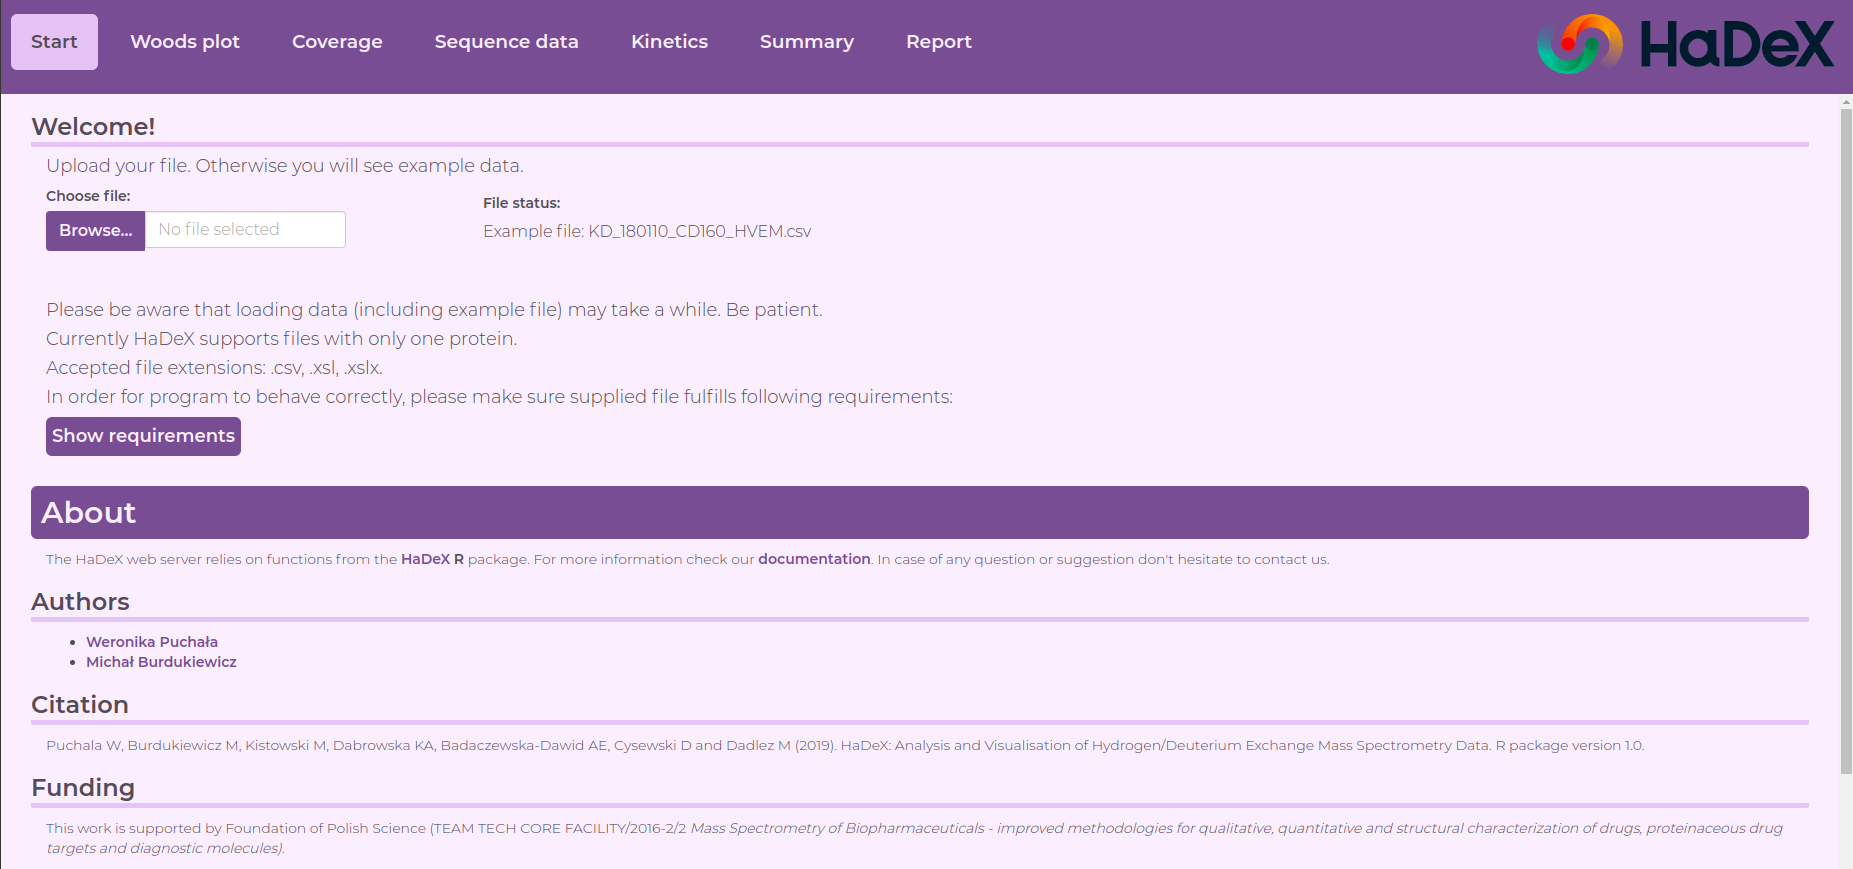 Start Woods plot Coverage Sequence data Kinetics Summary Report HaDeX
Welcome!
Upload your file. Otherwise you will see example data.
Choose file:
File status:
Browse... No file selected
Example file: KD_180110_CD160_HVEM.csv
Please be aware that loading data (including example file) may take a while. Be patient.
Currently HaDeX supports files with only one protein.
Accepted file extensions: .csv, .xsl, .xslx.
In order for program to behave correctly, please make sure supplied file fulfills following requirements:
Show requirements
About
The HaDeX web server relies on functions from the HaDeX R package. For more information check our documentation. In case of any question or suggestion don't hesitate to contact us.
Authors
• Weronika Puchała
• Michał Burdukiewicz
Citation
Puchala W, Burdukiewicz M, Kistowski M, Dabrowska KA, Badaczewska-Dawid AE, Cysewski D and Dadlez M (2019). HaDeX: Analysis and Visualisation of Hydrogen/Deuterium Exchange Mass Spectrometry Data. R package version 1.0.
Funding
This work is supported by Foundation of Polish Science (TEAM TECH CORE FACILITY/2016-2/2 Mass Spectrometry of Biopharmaceuticals - improved methodologies for qualitative, quantitative and structural characterization of drugs, proteinaceous drug
targets and diagnostic molecules).